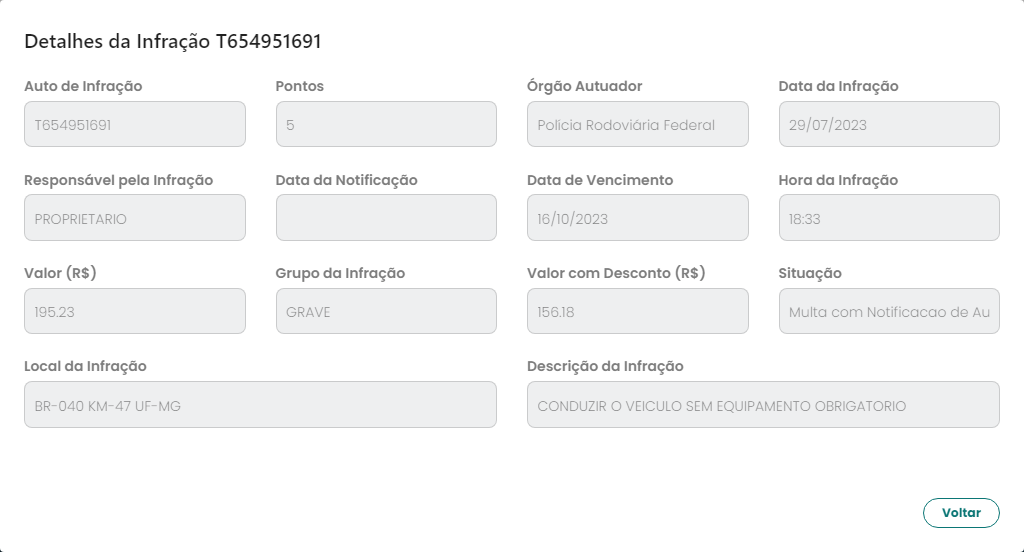 Detalhes da Infração T654951691
Auto de Infração
T654951691
Pontos
5
Órgão Autuador
Polícia Rodoviária Federal
Data da Infração
29/07/2023
Responsável pela Infração
PROPRIETARIO
Data da Notificação
Data de Vencimento
16/10/2023
Hora da Infração
18:33
Valor (R$)
195.23
Grupo da Infração
GRAVE
Valor com Desconto (R$)
156.18
Situação
Multa com Notificacao de Au
Local da Infração
BR-040 KM-47 UF-MG
Descrição da Infração
CONDUZIR O VEICULO SEM EQUIPAMENTO OBRIGATORIO
Voltar